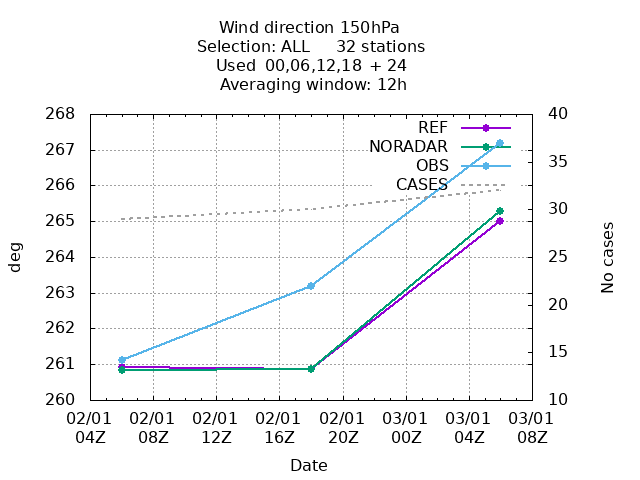 Wind direction 150hPa
Selection: ALL 32 stations
Used 00,06,12,18 + 24
Averaging window: 12h
268
267
266
265
264
263
262
261
260
deg
40
35
30
25
20
15
10
No cases
REF
NORADAR
OBS
CASES
02/01 02/01 02/01 02/01 02/01 03/01 03/01 03/01
04Z 08Z 12Z 16Z 20Z 00Z 04Z 08Z
Date